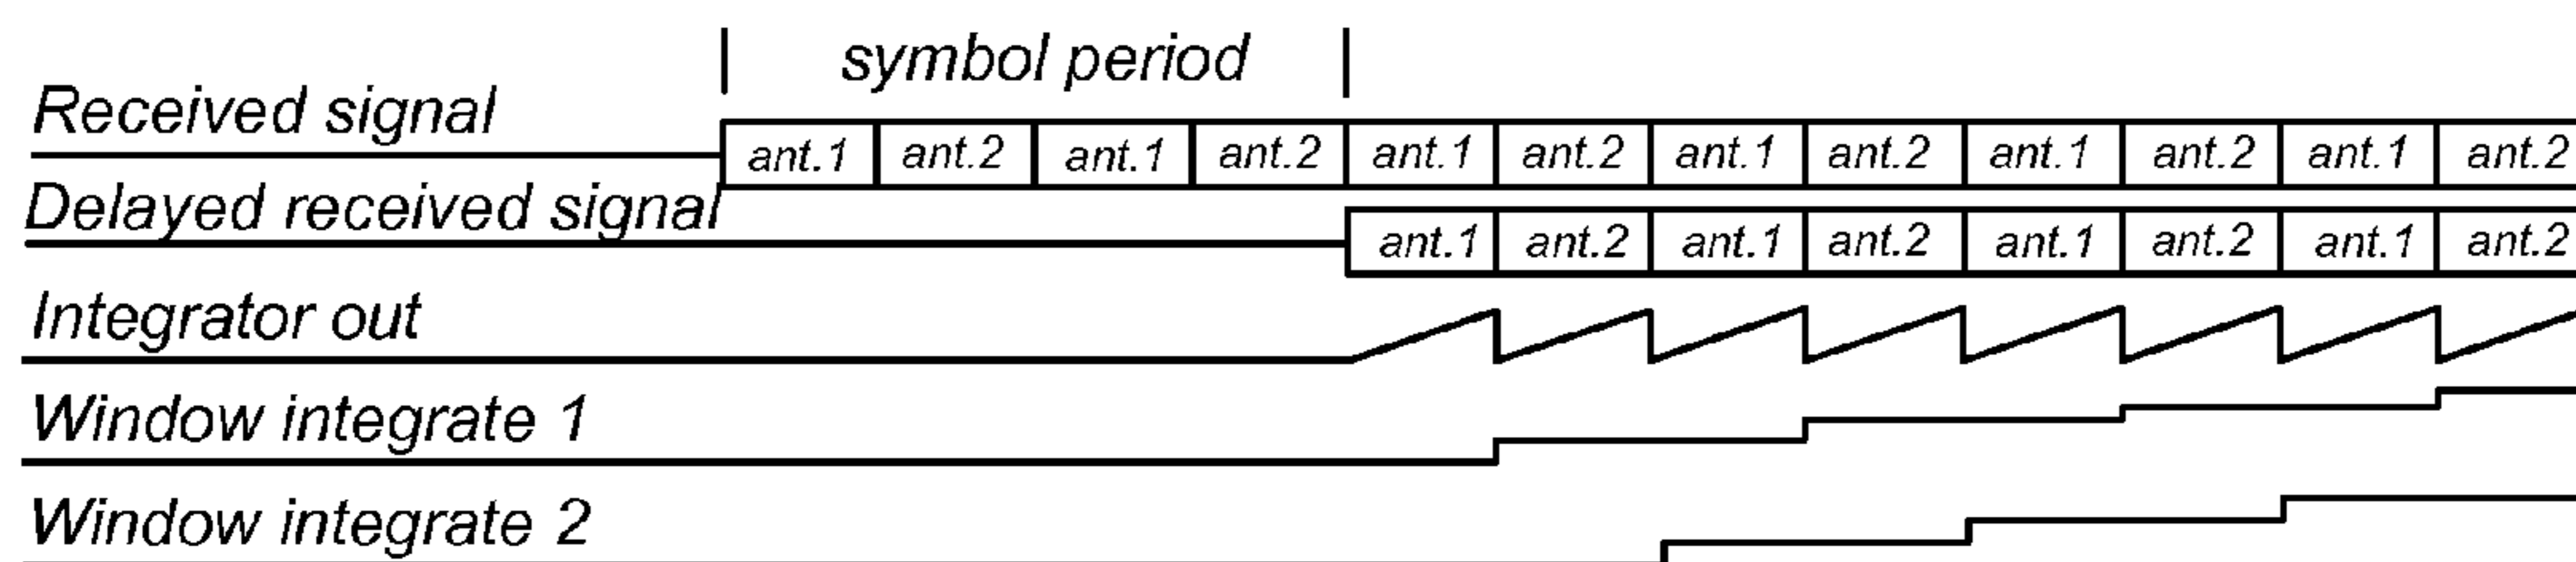 symbol period
Received signal
ant.1 ant.2 ant.1 ant.2 ant.1 ant.2 ant.1 ant.2 ant.1 ant.2 ant.1 ant.2
Delayed received signal
ant.1 ant.2 ant.1 ant.2 ant.1 ant.2 ant.1 ant.2
Integrator out
Window integrate 1
Window integrate 2